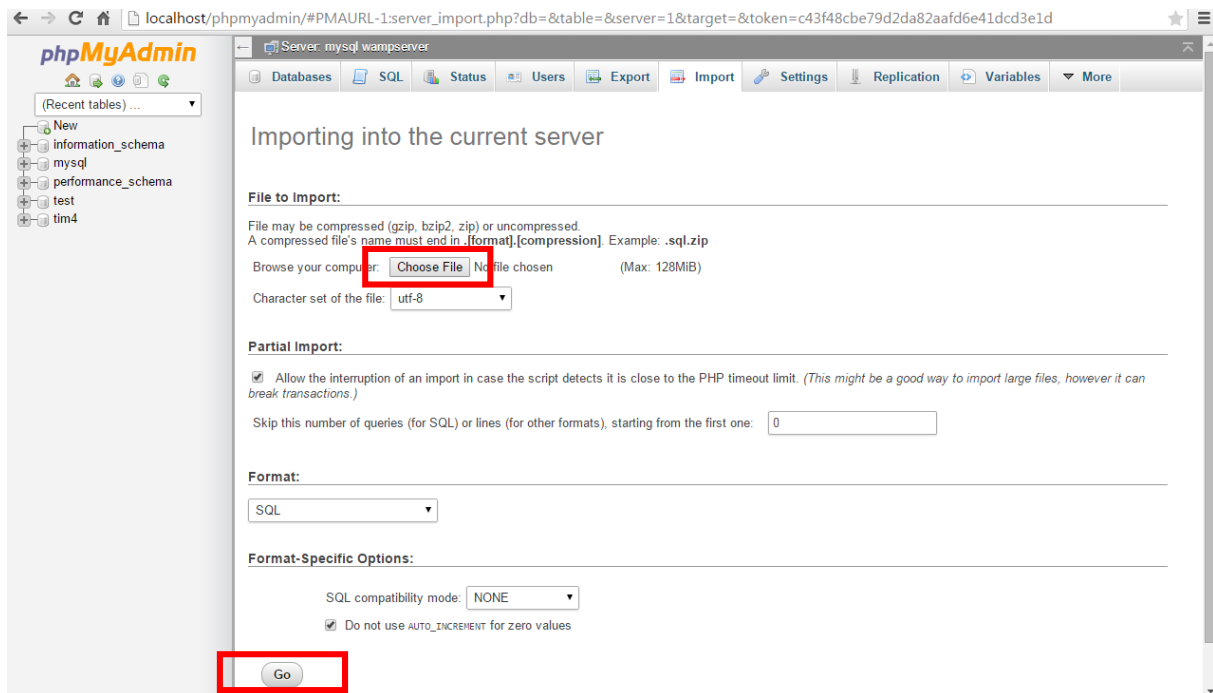 localhost/phpmyadmin/#PMAURL-1:server_import.php?db=&table=&server=1&target=&token=c43f48cbe79d2da82aafd6e41dcd3e1d
phpMyAdmin
(Recent tables) ...
New
information_schema
mysql
performance_schema
test
tim4
Server: mysql wampserver
Databases SQL Status Users Export Import Settings Replication Variables More
Importing into the current server
File to Import:
File may be compressed (gzip, bzip2, zip) or uncompressed.
A compressed file's name must end in .[format].[compression]. Example: .sql.zip
Browse your computer: Choose File No file chosen (Max: 128MiB)
Character set of the file: utf-8
Partial Import:
Allow the interruption of an import in case the script detects it is close to the PHP timeout limit. (This might be a good way to import large files, however it can
break transactions.)
Skip this number of queries (for SQL) or lines (for other formats), starting from the first one: 0
Format:
SQL
Format-Specific Options:
SQL compatibility mode: NONE
Do not use AUTO_INCREMENT for zero values
Go